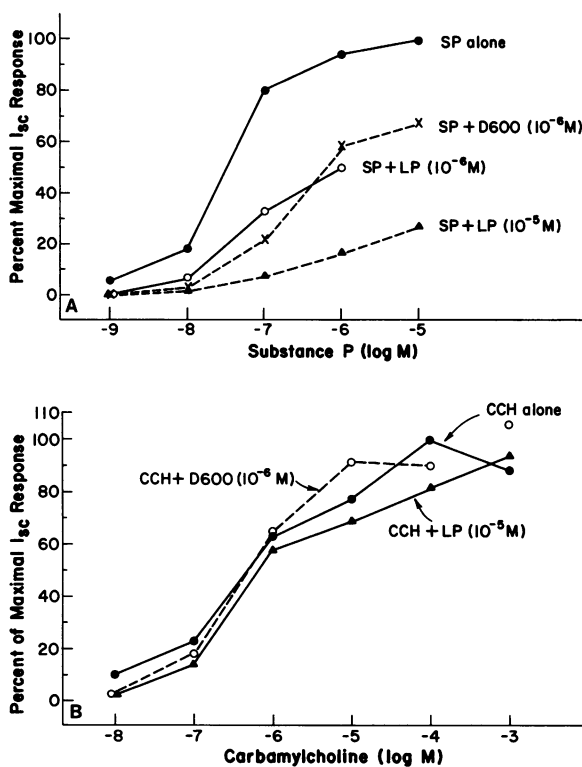 Percent Maximal ISC Response
100
80
60
40
20
0
A
SP alone
SP + D600 (10⁻⁶M)
SP + LP (10⁻⁶M)
SP + LP (10⁻⁵M)
-9 -8 -7 -6 -5
Substance P (log M)
Percent of Maximal ISC Response
110
100
80
60
40
20
0
B
CCH alone
CCH + D600 (10⁻⁶ M)
CCH + LP (10⁻⁵M)
-8 -7 -6 -5 -4 -3
Carbamylcholine (log M)